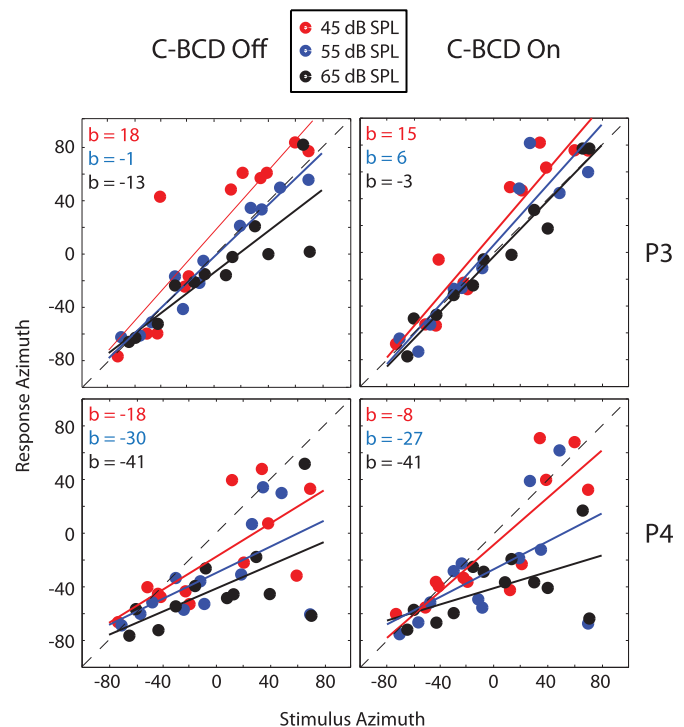 C-BCD Off
45 dB SPL
55 dB SPL
65 dB SPL
C-BCD On
b = 18
b = -1
b = -13
80
40
0
-40
-80
b = 15
b = 6
b = -3
P3
Response Azimuth
b = -18
b = -30
b = -41
80
40
0
-40
-80
b = -8
b = -27
b = -41
P4
-80
-40
0
40
80
-80
-40
0
40
80
Stimulus Azimuth